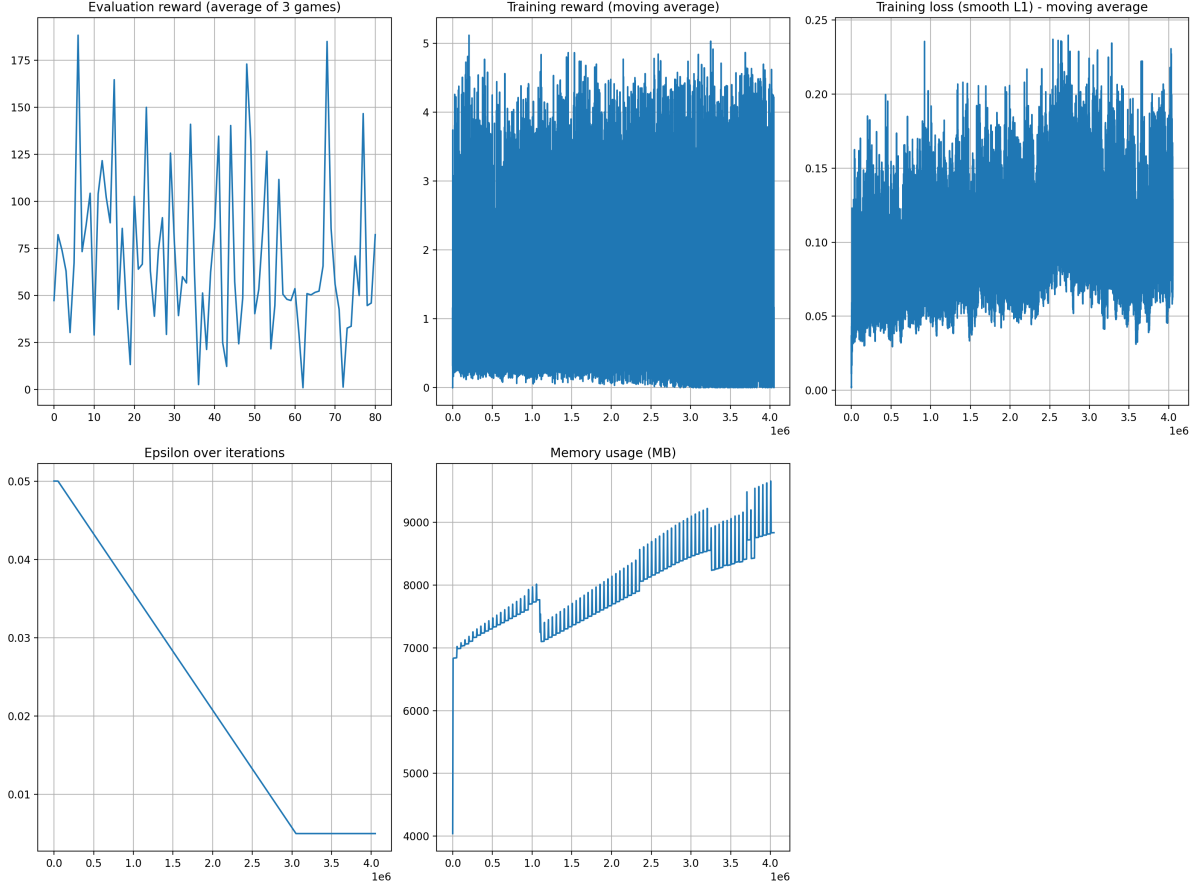 Evaluation reward (average of 3 games)
175
150
125
100
75
50
25
0
0 10 20 30 40 50 60 70 80
Training reward (moving average)
5
4
3
2
1
0
0.0 0.5 1.0 1.5 2.0 2.5 3.0 3.5 4.0
1e6
Training loss (smooth L1) - moving average
0.25
0.20
0.15
0.10
0.05
0.00
0.0 0.5 1.0 1.5 2.0 2.5 3.0 3.5 4.0
1e6
Epsilon over iterations
0.05
0.04
0.03
0.02
0.01
0.0 0.5 1.0 1.5 2.0 2.5 3.0 3.5 4.0
1e6
Memory usage (MB)
9000
8000
7000
6000
5000
4000
0.0 0.5 1.0 1.5 2.0 2.5 3.0 3.5 4.0
1e6